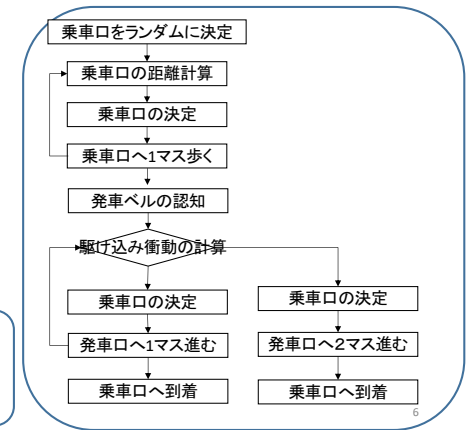 乗車口をランダムに決定
乗車口の距離計算
乗車口の決定
乗車口へ1マス歩く
発車ベルの認知
駆け込み衝動の計算
乗車口の決定
発車口へ1マス進む
乗車口へ到着
乗車口の決定
発車口へ2マス進む
乗車口へ到着
6